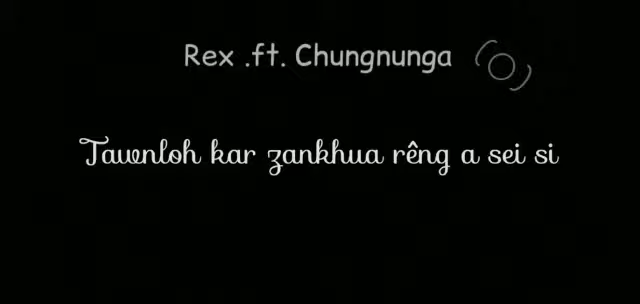 Rex .ft. Chungnunga
Tawnloh kar zankhua rêng a sei si